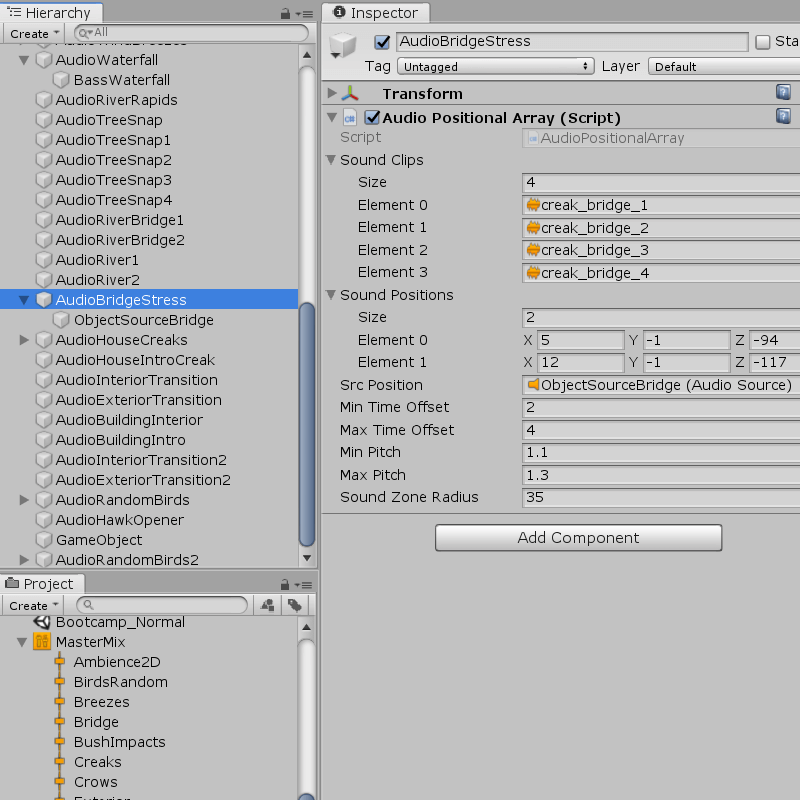 Hierarchy
Create
All
AudioWaterfall
BassWaterfall
AudioRiverRapids
AudioTreeSnap
AudioTreeSnap1
AudioTreeSnap2
AudioTreeSnap3
AudioTreeSnap4
AudioRiverBridge1
AudioRiverBridge2
AudioRiver1
AudioRiver2
AudioBridgeStress
ObjectSourceBridge
AudioHouseCreaks
AudioHouseIntroCreak
AudioInteriorTransition
AudioExteriorTransition
AudioBuildingInterior
AudioBuildingIntro
AudioInteriorTransition2
AudioExteriorTransition2
AudioRandomBirds
AudioHawkOpener
GameObject
AudioRandomBirds2
Project
Create
Bootcamp_Normal
MasterMix
Ambience2D
BirdsRandom
Breezes
Bridge
BushImpacts
Creaks
Crows
Inspector
AudioBridgeStress Sta
Tag Untagged Layer Default
Transform
Audio Positional Array (Script)
Script AudioPositionalArray
Sound Clips
Size 4
Element 0 creak_bridge_1
Element 1 creak_bridge_2
Element 2 creak_bridge_3
Element 3 creak_bridge_4
Sound Positions
Size 2
Element 0 X 5 Y -1 Z -94
Element 1 X 12 Y -1 Z -117
Src Position ObjectSourceBridge (Audio Source)
Min Time Offset 2
Max Time Offset 4
Min Pitch 1.1
Max Pitch 1.3
Sound Zone Radius 35
Add Component